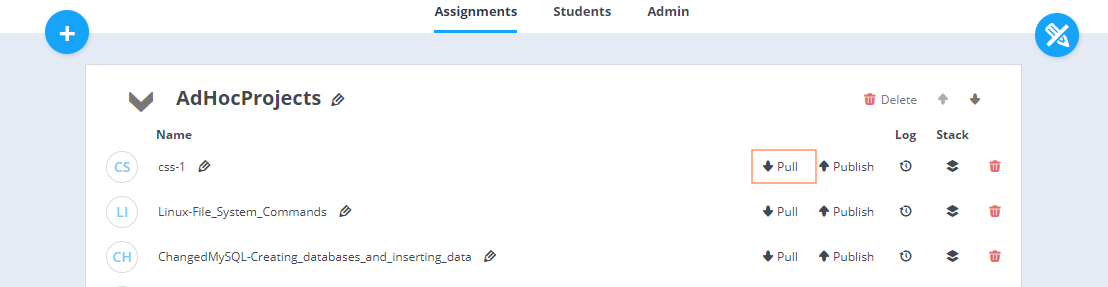 Assignments Students Admin
AdHocProjects Delete
Name Log Stack
CS css-1 Pull Publish
LI Linux-File_System_Commands Pull Publish
CH ChangedMySQL-Creating_databases_and_inserting_data Pull Publish